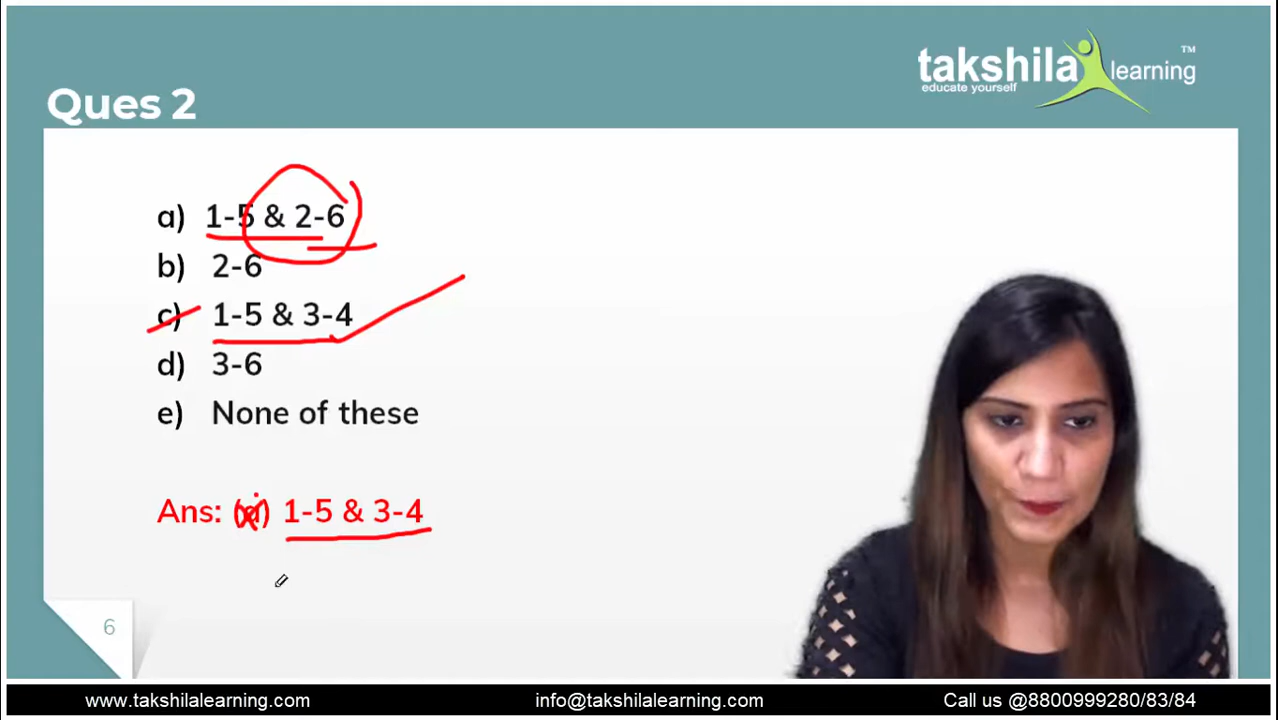 takshila learning ™
educate yourself
Ques 2
a) 1-5 & 2-6
b) 2-6
c) 1-5 & 3-4
d) 3-6
e) None of these
Ans: (a) 1-5 & 3-4
6
www.takshilalearning.com info@takshilalearning.com Call us @8800999280/83/84